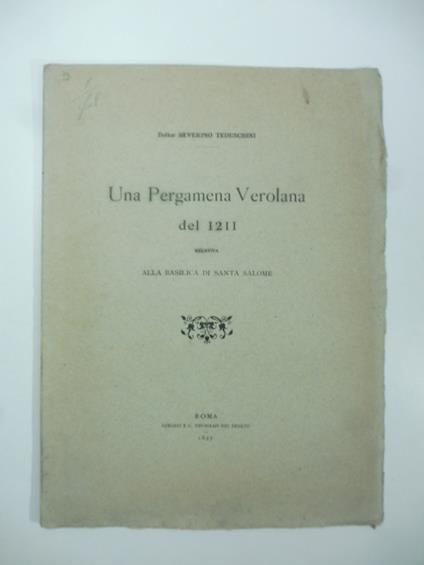 Dottor SEVERINO TEDESCHINI
Una Pergamena Verolana
del 1211
RELATIVA
ALLA BASILICA DI SANTA SALOME
ROMA